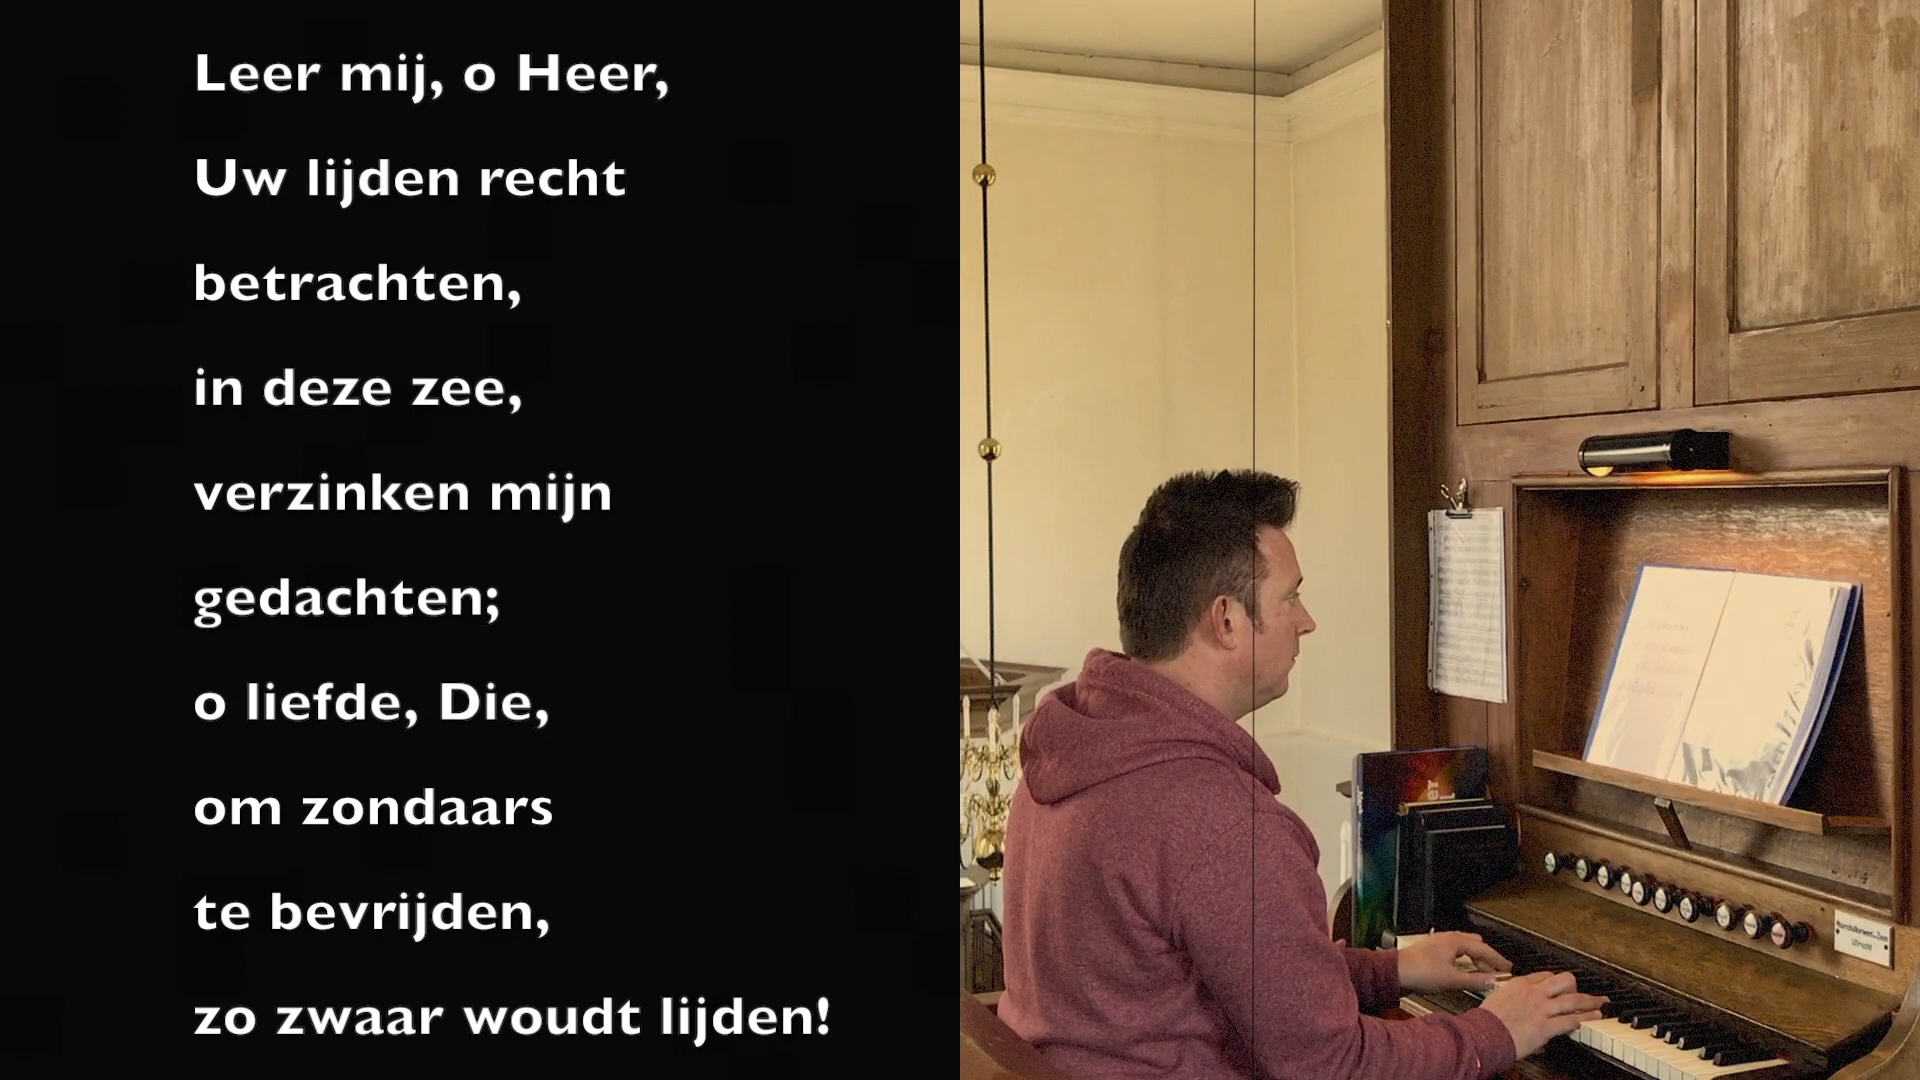 Leer mij, o Heer,
Uw lijden recht
betrachten,
in deze zee,
verzinken mijn
gedachten;
o liefde, Die,
om zondaars
te bevrijden,
zo zwaar woudt lijden!
Utrecht